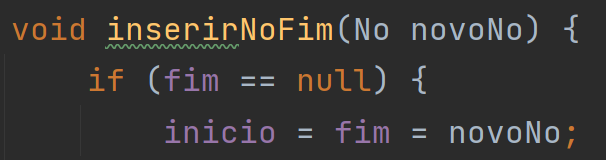 void inserirNoFim(No novoNo) {
if (fim == null) {
inicio = fim = novoNo;